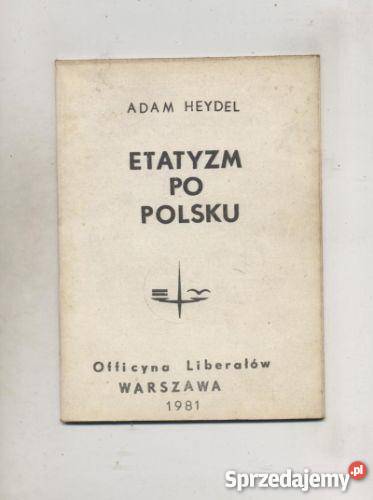 ADAM HEYDEL
ETATYZM
PO
POLSKU
Officyna Liberałów
WARSZAWA
1981
Sprzedajemy.pl